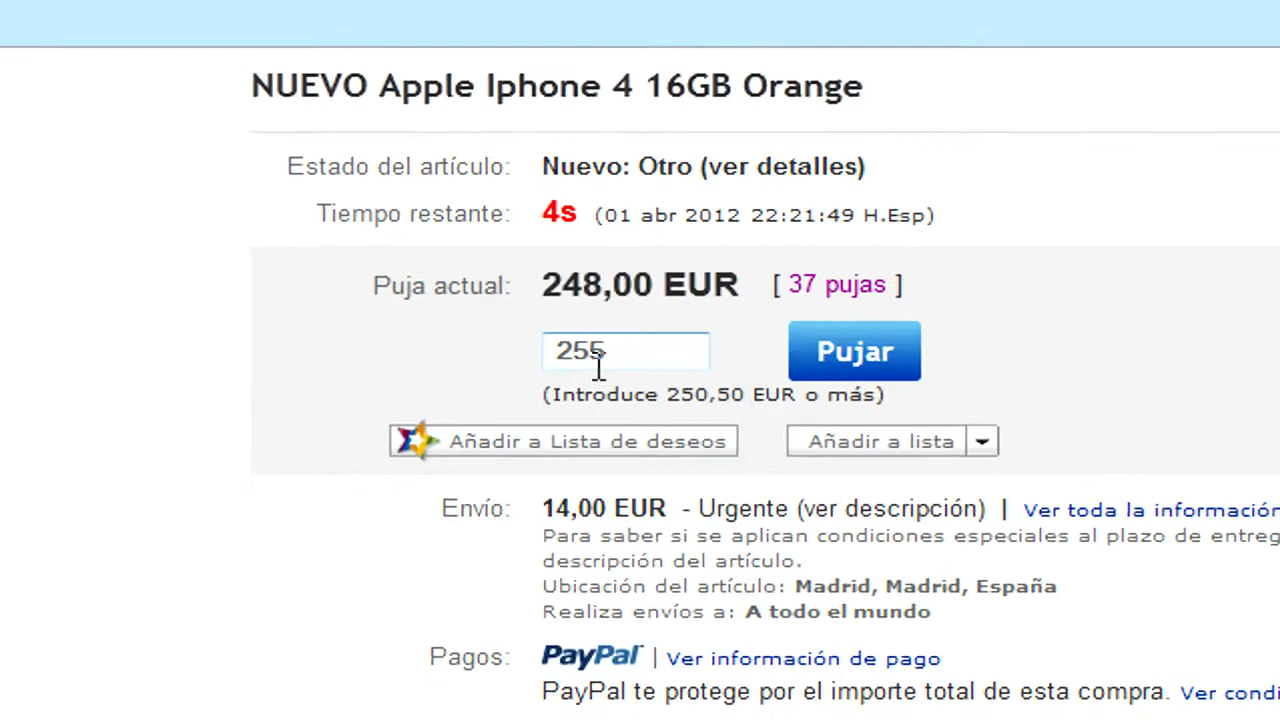 NUEVO Apple Iphone 4 16GB Orange
Estado del artículo: Nuevo: Otro (ver detalles)
Tiempo restante: 4s (01 abr 2012 22:21:49 H.Esp)
Puja actual: 248,00 EUR [ 37 pujas ]
255 Pujar
(Introduce 250,50 EUR o más)
Añadir a Lista de deseos Añadir a lista
Envío: 14,00 EUR - Urgente (ver descripción) | Ver toda la información
Para saber si se aplican condiciones especiales al plazo de entreg
descripción del artículo.
Ubicación del artículo: Madrid, Madrid, España
Realiza envíos a: A todo el mundo
Pagos: PayPal | Ver información de pago
PayPal te protege por el importe total de esta compra. Ver condi